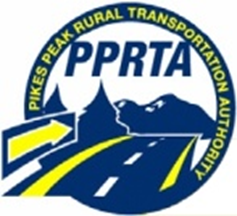 PIKES PEAK RURAL TRANSPORTATION AUTHORITY
PPRTA